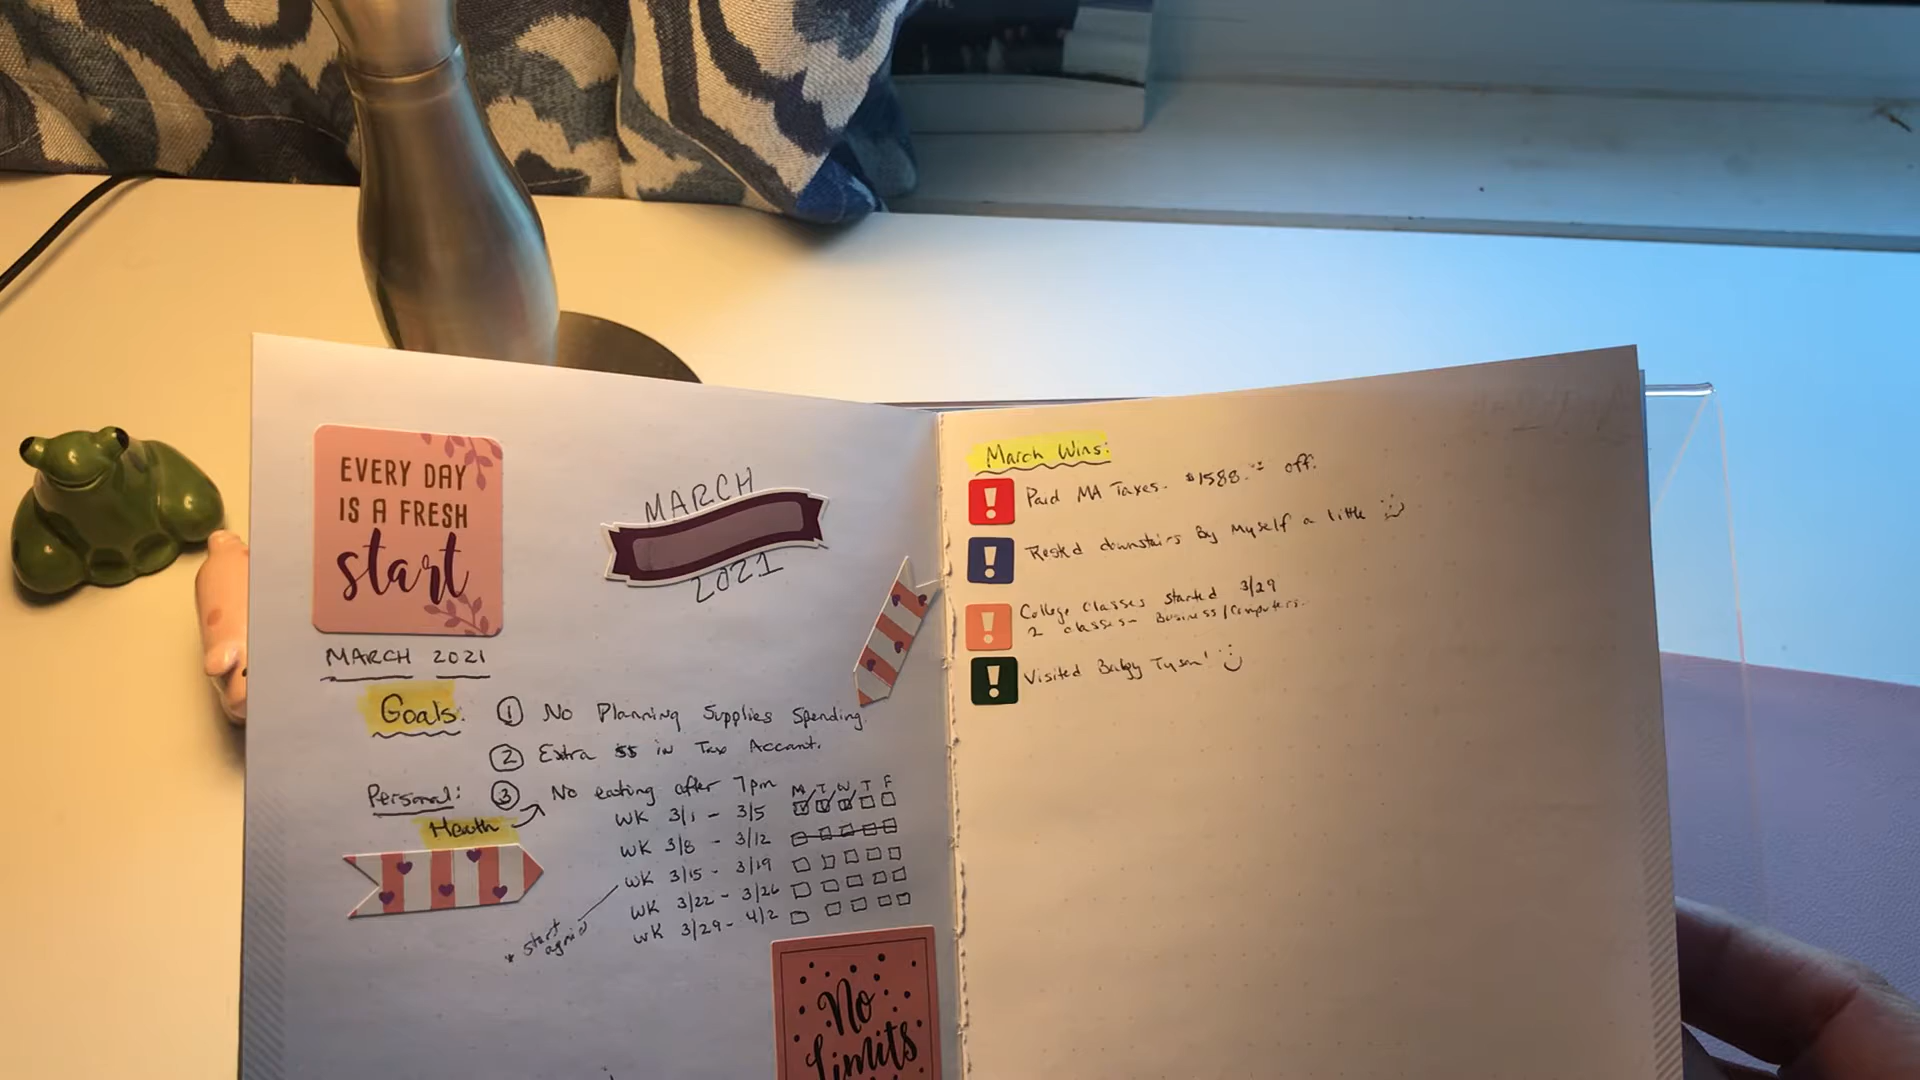 EVERY DAY
IS A FRESH
start
MARCH
2021
MARCH 2021
Goals:
① No Planning Supplies Spending.
② Extra $$ in Tax Account.
Personal: ③ No eating after 7pm
Health
M T W T F
WK 3/1 - 3/5
WK 3/8 - 3/12
WK 3/15 - 3/19
WK 3/22 - 3/26
WK 3/29 - 4/2
* start
again
No
Limits
March Wins:
Paid MA Taxes. $1588.== off.
Rested downstairs By Myself a little
College Classes started 3/29
2 classes- Business/Computers.
Visited Baby Tyson!